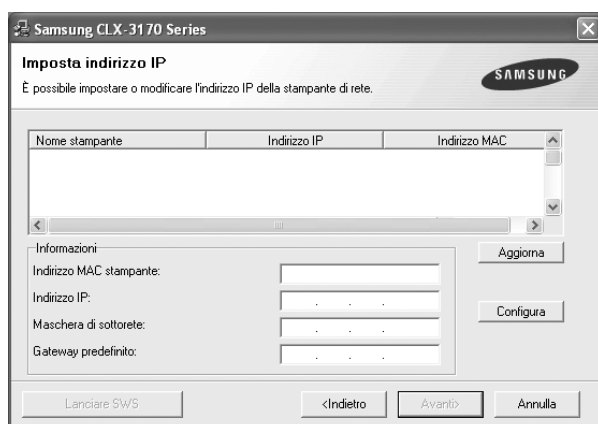 Samsung CLX-3170 Series
Imposta indirizzo IP
È possibile impostare o modificare l'indirizzo IP della stampante di rete.
SAMSUNG
Nome stampante Indirizzo IP Indirizzo MAC
Informazioni
Aggiorna
Indirizzo MAC stampante:
Indirizzo IP:
Configura
Maschera di sottorete:
Gateway predefinito:
Lanciare SWS <Indietro Avanti> Annulla